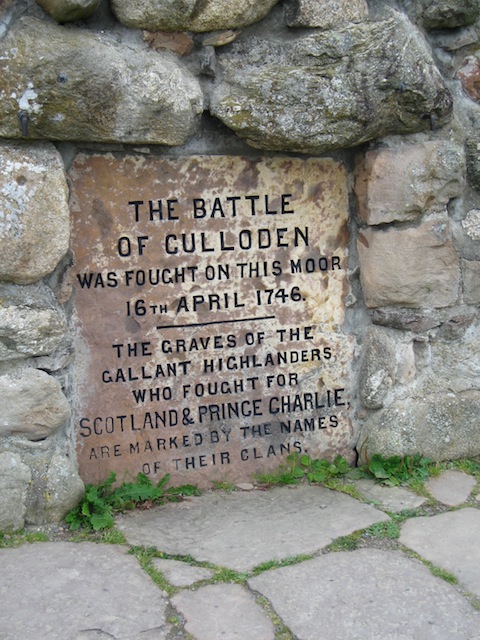 THE BATTLE
OF CULLODEN
WAS FOUGHT ON THIS MOOR
16TH APRIL 1746.
THE GRAVES OF THE
GALLANT HIGHLANDERS
WHO FOUGHT FOR
SCOTLAND & PRINCE CHARLIE,
ARE MARKED BY THE NAMES
OF THEIR CLANS.